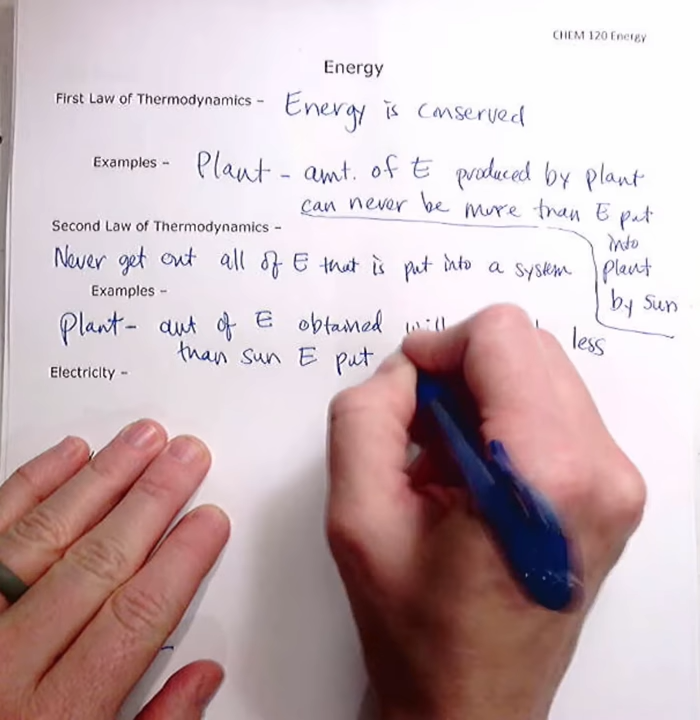 CHEM 120 Energy
Energy
First Law of Thermodynamics – Energy is conserved
Examples – Plant – amt. of E produced by plant
can never be more than E put
into
plant
by sun
Second Law of Thermodynamics –
Never get out all of E that is put into a system
Examples –
Plant – amt of E obtained will less
than sun E put
Electricity –